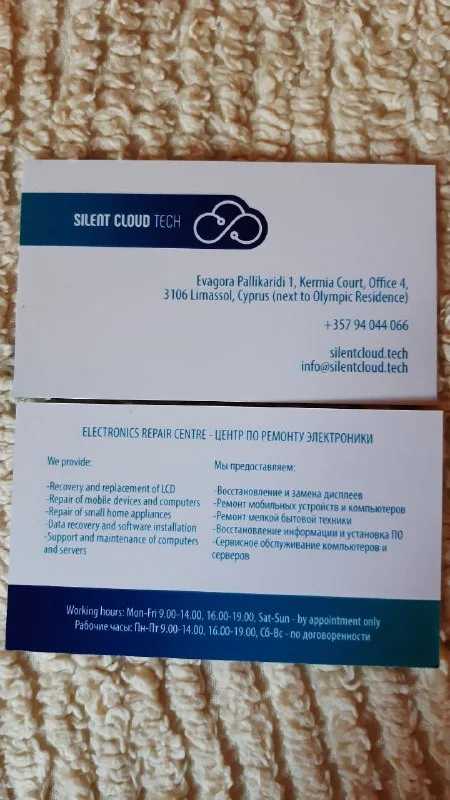 SILENT CLOUD TECH
Evagora Pallikaridi 1, Kermia Court, Office 4,
3106 Limassol, Cyprus (next to Olympic Residence)
+357 94 044 066
silentcloud.tech
info@silentcloud.tech
ELECTRONICS REPAIR CENTRE - ЦЕНТР ПО РЕМОНТУ ЭЛЕКТРОНИКИ
We provide:
-Recovery and replacement of LCD
-Repair of mobile devices and computers
-Repair of small home appliances
-Data recovery and software installation
-Support and maintenance of computers
and servers
Мы предоставляем:
-Восстановление и замена дисплеев
-Ремонт мобильных устройств и компьютеров
-Ремонт мелкой бытовой техники
-Восстановление информации и установка ПО
-Сервисное обслуживание компьютеров и
серверов
Working hours: Mon-Fri 9.00-14.00, 16.00-19.00, Sat-Sun - by appointment only
Рабочие часы: Пн-Пт 9.00-14.00, 16.00-19.00, Сб-Вс - по договоренности